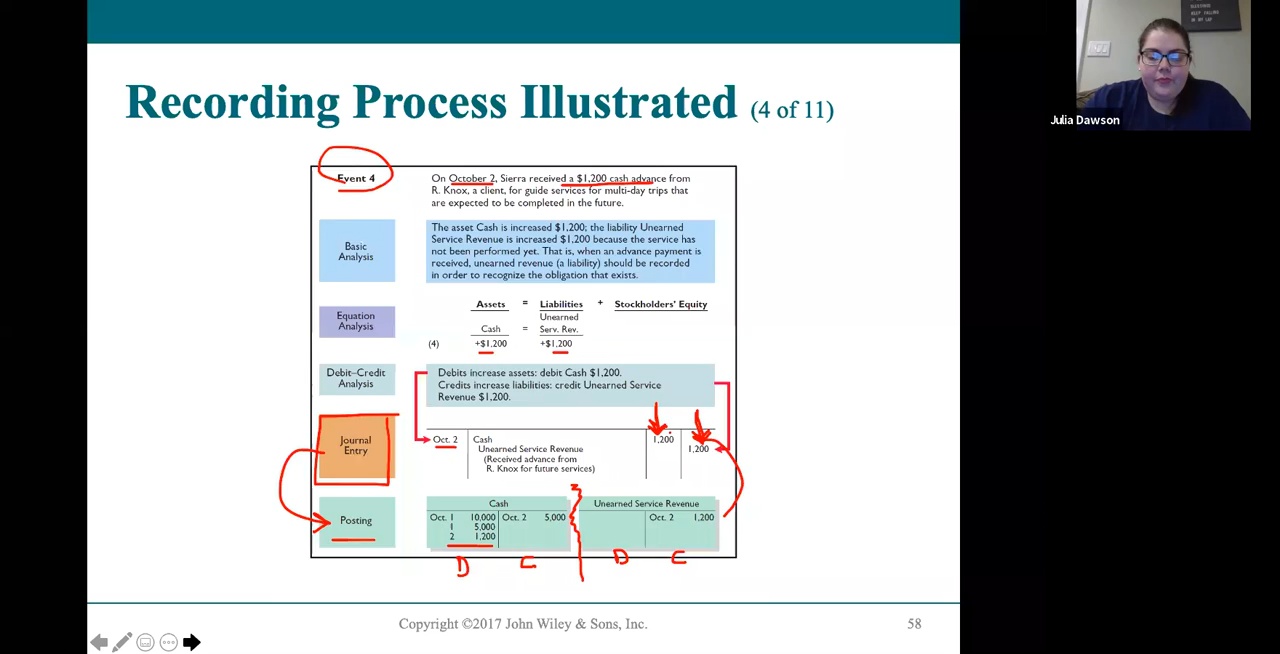 BLESSINGS
KEEP FALLING
IN MY LAP
Julia Dawson
Recording Process Illustrated (4 of 11)
Event 4
On October 2, Sierra received a $1,200 cash advance from
R. Knox, a client, for guide services for multi-day trips that
are expected to be completed in the future.
Basic
Analysis
The asset Cash is increased $1,200; the liability Unearned
Service Revenue is increased $1,200 because the service has
not been performed yet. That is, when an advance payment is
received, unearned revenue (a liability) should be recorded
in order to recognize the obligation that exists.
Equation
Analysis
Assets = Liabilities + Stockholders' Equity
Unearned
Cash = Serv. Rev.
(4) +$1,200 +$1,200
Debit–Credit
Analysis
Debits increase assets: debit Cash $1,200.
Credits increase liabilities: credit Unearned Service
Revenue $1,200.
Journal
Entry
Oct. 2 Cash 1,200
Unearned Service Revenue 1,200
(Received advance from
R. Knox for future services)
Posting
Cash
Oct. 1 10,000 Oct. 2 5,000
1 5,000
2 1,200
Unearned Service Revenue
Oct. 2 1,200
D C D C
Copyright ©2017 John Wiley & Sons, Inc. 58